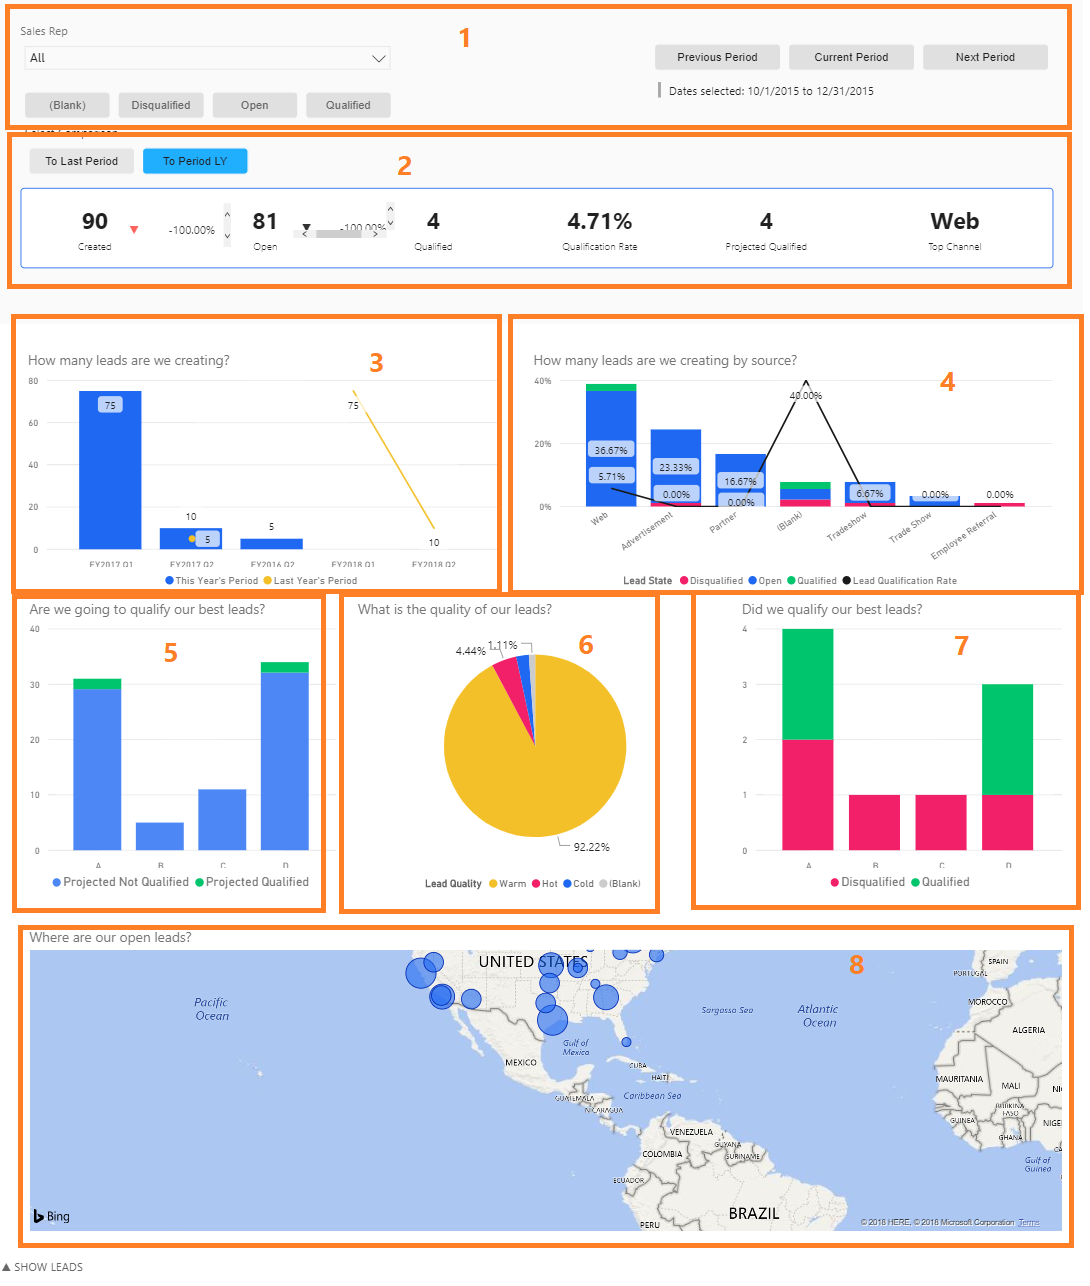 Sales Rep
1
All
Previous Period Current Period Next Period
Dates selected: 10/1/2015 to 12/31/2015
(Blank) Disqualified Open Qualified
2
To Last Period To Period LY
90 -100.00% 81 -100.00% 4 4.71% 4 Web
Created Open Qualified Qualification Rate Projected Qualified Top Channel
How many leads are we creating?
3
80
60
40
20
0
75
10
5
5
75
10
FY2017 Q1 FY2017 Q2 FY2016 Q2 FY2018 Q1 FY2018 Q2
This Year's Period Last Year's Period
How many leads are we creating by source?
4
40%
20%
0%
36.67%
5.71%
23.33%
0.00%
16.67%
0.00%
40.00%
6.67%
0.00%
0.00%
Web Advertisement Partner (Blank) Tradeshow Trade Show Employee Referral
Lead State Disqualified Open Qualified Lead Qualification Rate
Are we going to qualify our best leads?
5
40
30
20
10
0
A B C D
Projected Not Qualified Projected Qualified
What is the quality of our leads?
6
4.44% 1.11%
92.22%
Lead Quality Warm Hot Cold (Blank)
Did we qualify our best leads?
7
4
3
2
1
0
A B C D
Disqualified Qualified
Where are our open leads?
8
UNITED STATES
Pacific
Ocean
Sargasso Sea
Atlantic
Ocean
SPAIN
PORTUGAL
MOROCCO
ALGERIA
Gulf of
Mexico
MEXICO
CUBA
HAITI
GUATEMALA
Caribbean Sea
NICARAGUA
MAURITANIA
MALI
NI
BURKINA
FASO
NIGE
GUINEA
GHANA
CA
Gulf of
Guinea
VENEZUELA
GUYANA
COLOMBIA
SURINAME
ECUADOR
BRAZIL
PERU
Bing
© 2018 HERE, © 2018 Microsoft Corporation Terms
SHOW LEADS